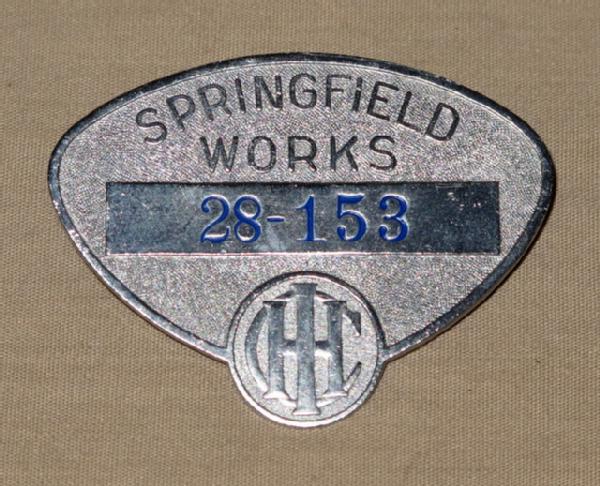 SPRINGFIELD
WORKS
28-153
IHC